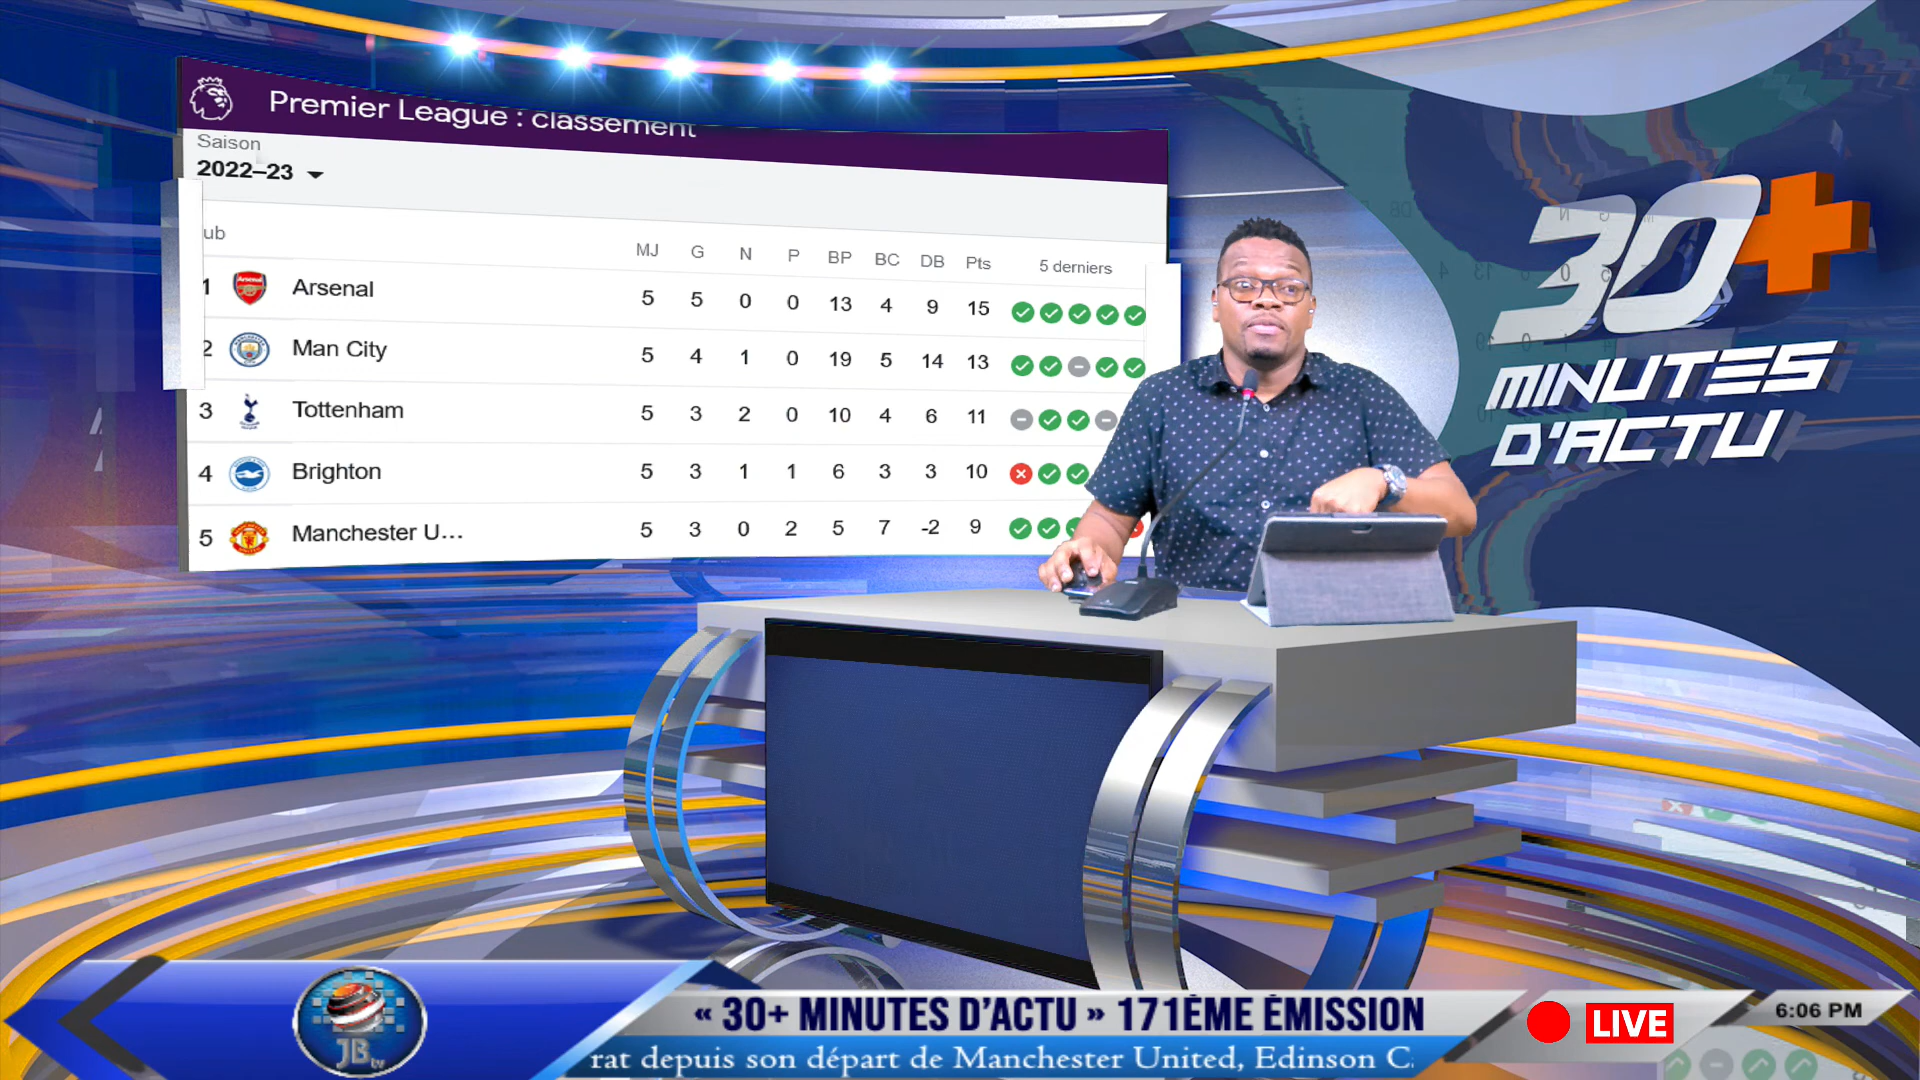 Premier League : classement
Saison
2022–23
ub MJ G N P BP BC DB Pts 5 derniers
1 Arsenal 5 5 0 0 13 4 9 15
2 Man City 5 4 1 0 19 5 14 13
3 Tottenham 5 3 2 0 10 4 6 11
4 Brighton 5 3 1 1 6 3 3 10
5 Manchester U... 5 3 0 2 5 7 -2 9
30+
MINUTES
D'ACTU
JB tv
« 30+ MINUTES D'ACTU » 171ÈME ÉMISSION
LIVE
6:06 PM
rat depuis son départ de Manchester United, Edinson C